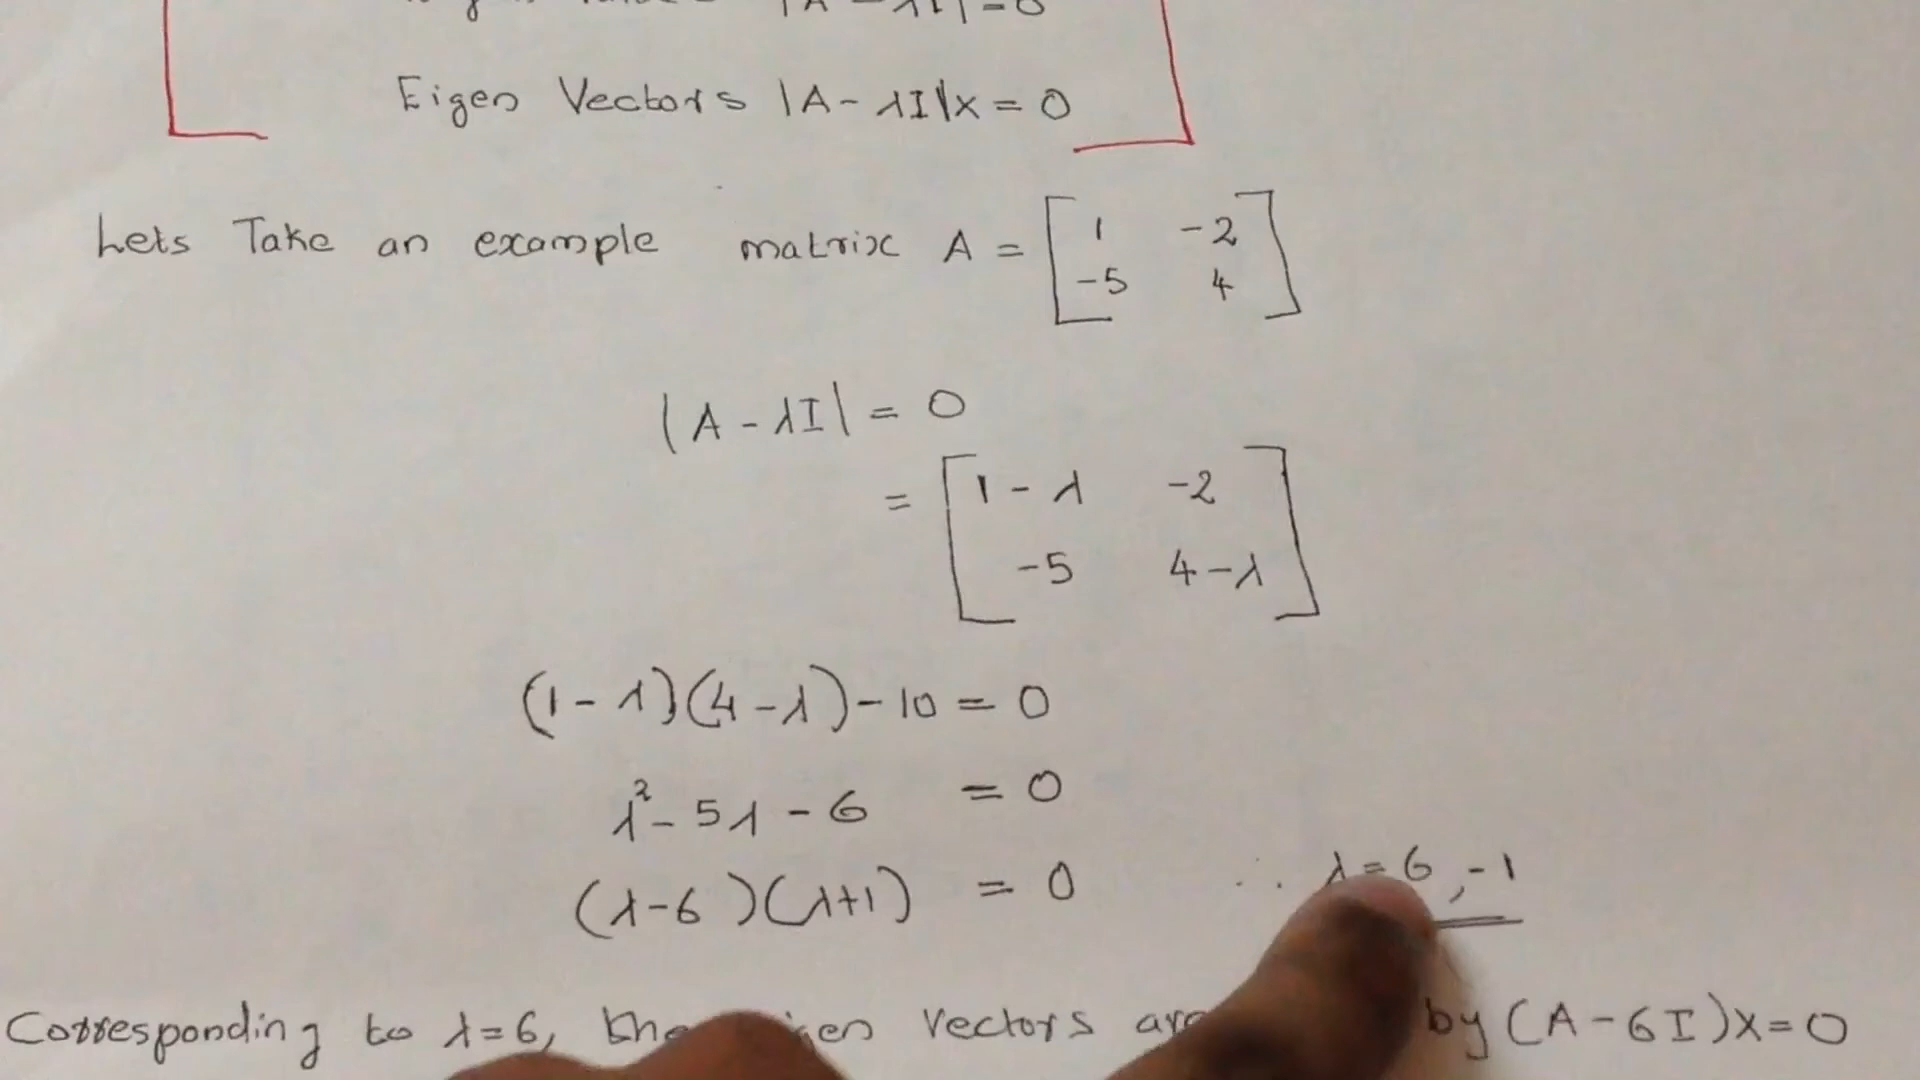 |A - λI| = 0
Eigen Vectors |A - λI|x = 0
Lets Take an example matrix A = [1 -2
-5 4]
|A - λI| = 0
= [1 - λ -2
-5 4 - λ]
(1 - λ)(4 - λ) - 10 = 0
λ² - 5λ - 6 = 0
(λ - 6)(λ + 1) = 0 ∴ λ = 6, -1
Corresponding to λ = 6, vectors by (A - 6I)x = 0